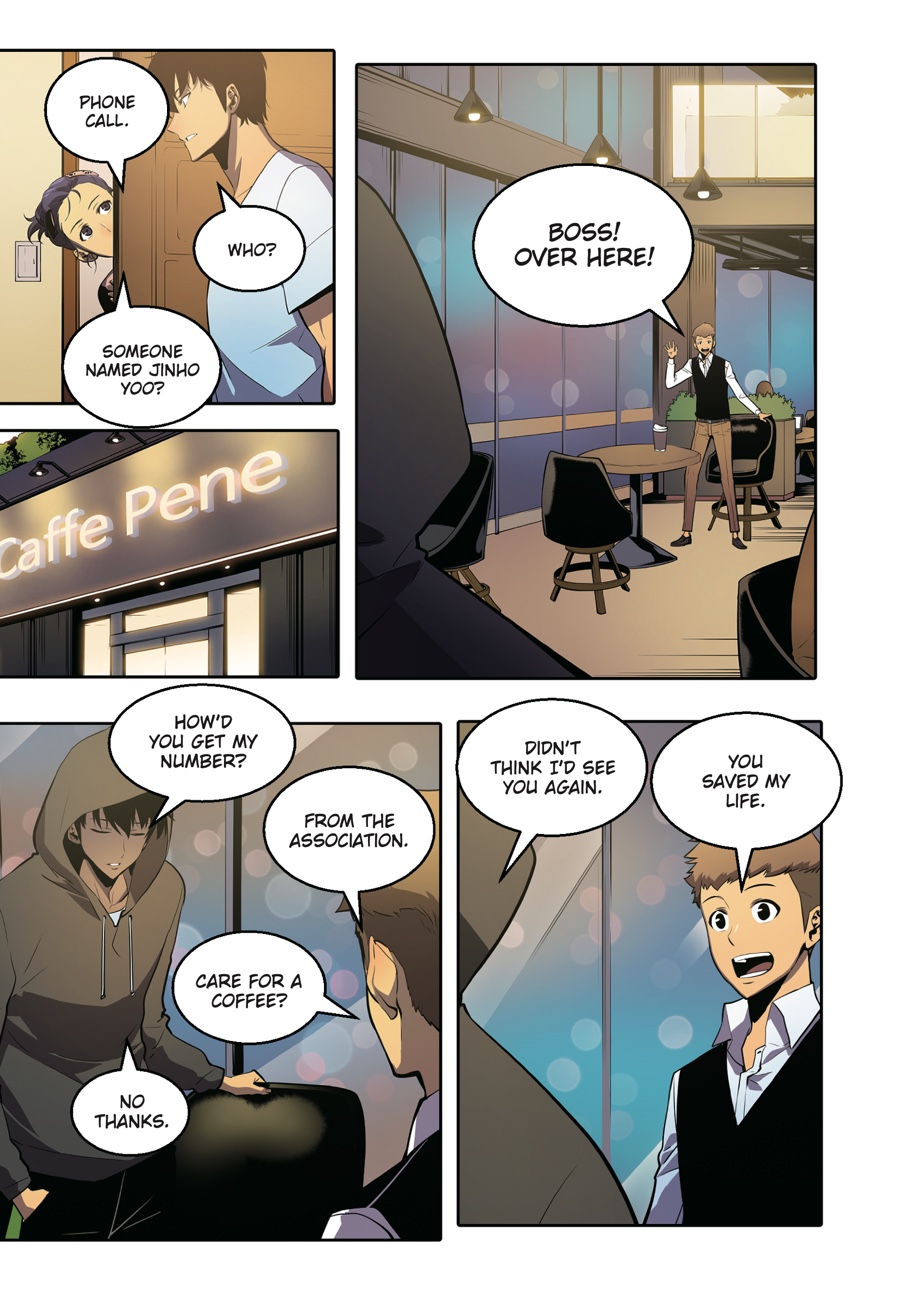 PHONE
CALL.
WHO?
SOMEONE
NAMED JINHO
YOO?
Caffe Pene
BOSS!
OVER HERE!
HOW'D
YOU GET MY
NUMBER?
FROM THE
ASSOCIATION.
CARE FOR A
COFFEE?
NO
THANKS.
DIDN'T
THINK I'D SEE
YOU AGAIN.
YOU
SAVED MY
LIFE.